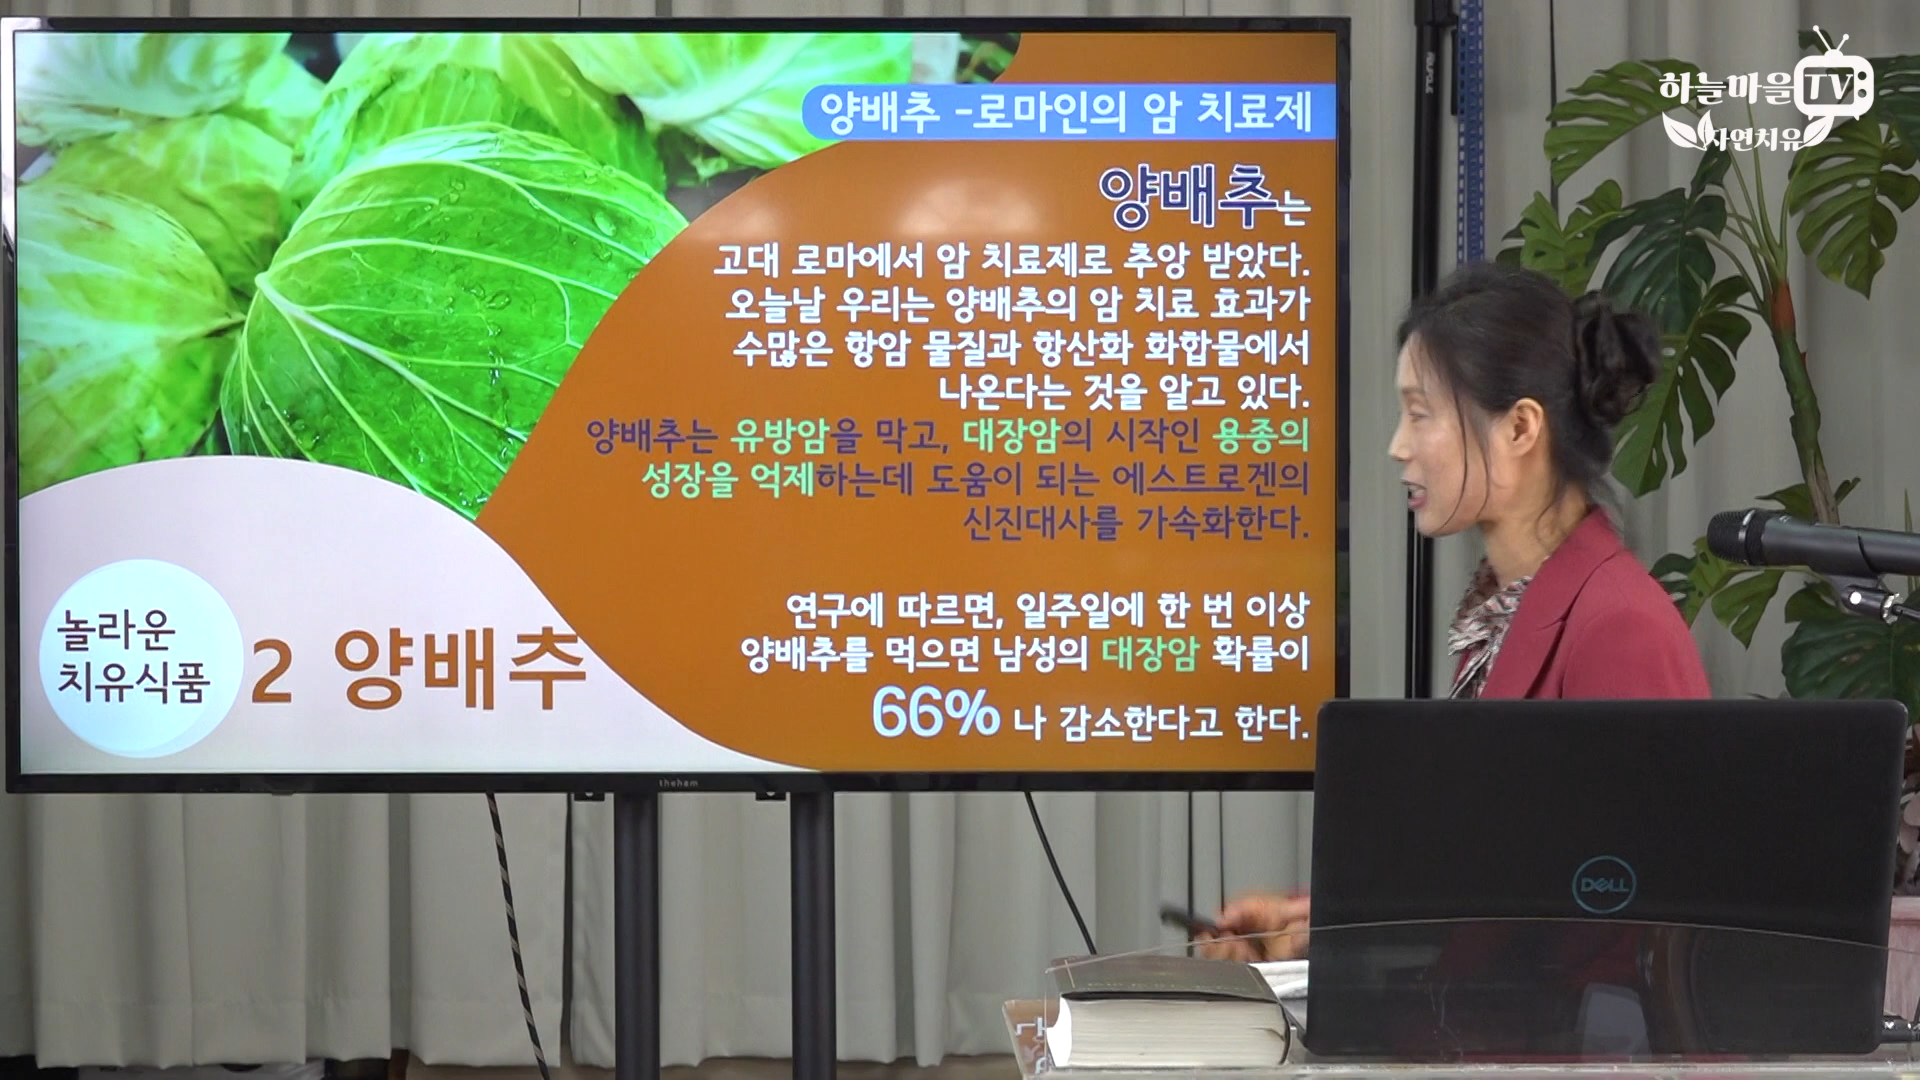 양배추 -로마인의 암 치료제
양배추는
고대 로마에서 암 치료제로 추앙 받았다.
오늘날 우리는 양배추의 암 치료 효과가
수많은 항암 물질과 항산화 화합물에서
나온다는 것을 알고 있다.
양배추는 유방암을 막고, 대장암의 시작인 용종의
성장을 억제하는데 도움이 되는 에스트로겐의
신진대사를 가속화한다.
연구에 따르면, 일주일에 한 번 이상
양배추를 먹으면 남성의 대장암 확률이
66% 나 감소한다고 한다.
놀라운
치유식품
2 양배추
하늘마을TV
자연치유
theham
DELL